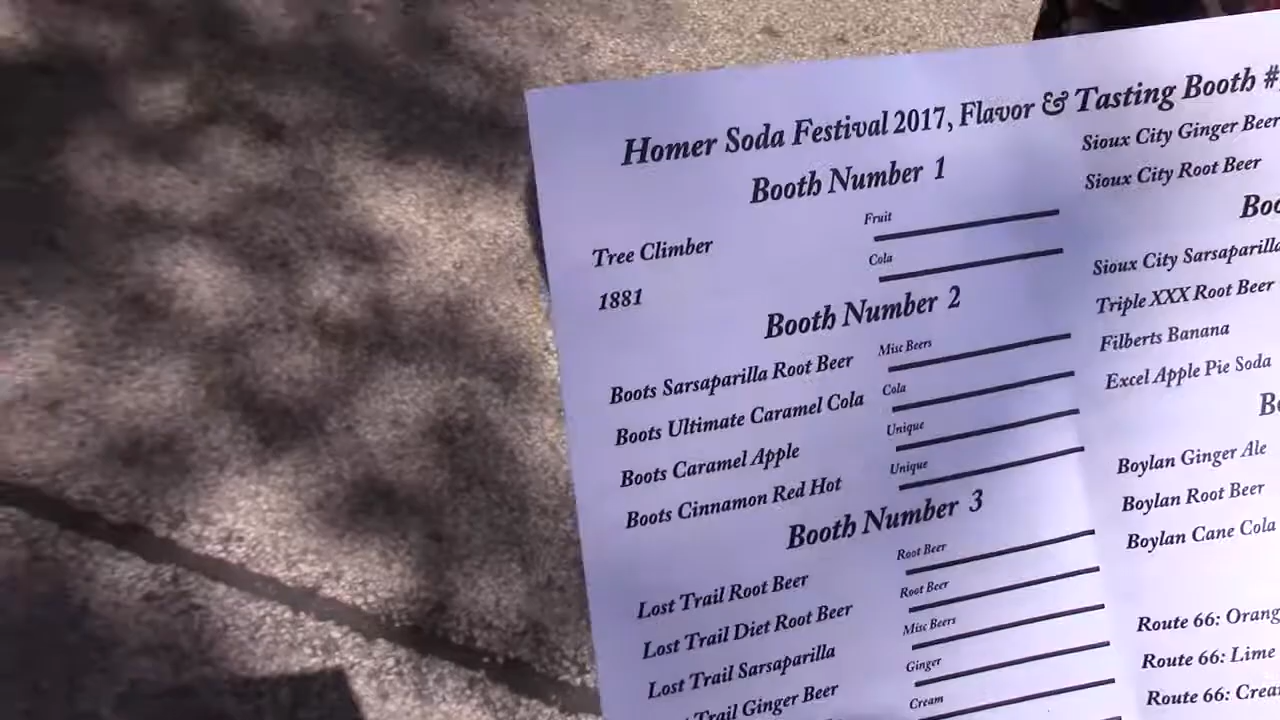 Homer Soda Festival 2017, Flavor & Tasting Booth #
Booth Number 1
Tree Climber Fruit
1881 Cola
Booth Number 2
Boots Sarsaparilla Root Beer Misc Beers
Boots Ultimate Caramel Cola Cola
Boots Caramel Apple Unique
Boots Cinnamon Red Hot Unique
Booth Number 3
Lost Trail Root Beer Root Beer
Lost Trail Diet Root Beer Root Beer
Lost Trail Sarsaparilla Misc Beers
Trail Ginger Beer Ginger
Cream
Sioux City Ginger Beer
Sioux City Root Beer
Sioux City Sarsaparilla
Triple XXX Root Beer
Filberts Banana
Excel Apple Pie Soda
Boylan Ginger Ale
Boylan Root Beer
Boylan Cane Cola
Route 66: Orang
Route 66: Lime
Route 66: Crea